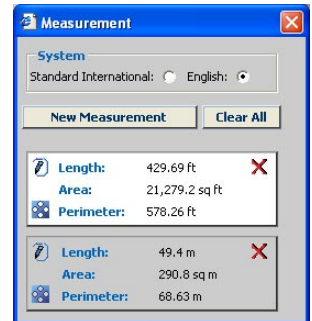 Measurement
System
Standard International: English:
New Measurement Clear All
Length: 429.69 ft
Area: 21,279.2 sq ft
Perimeter: 578.26 ft
Length: 49.4 m
Area: 290.8 sq m
Perimeter: 68.63 m